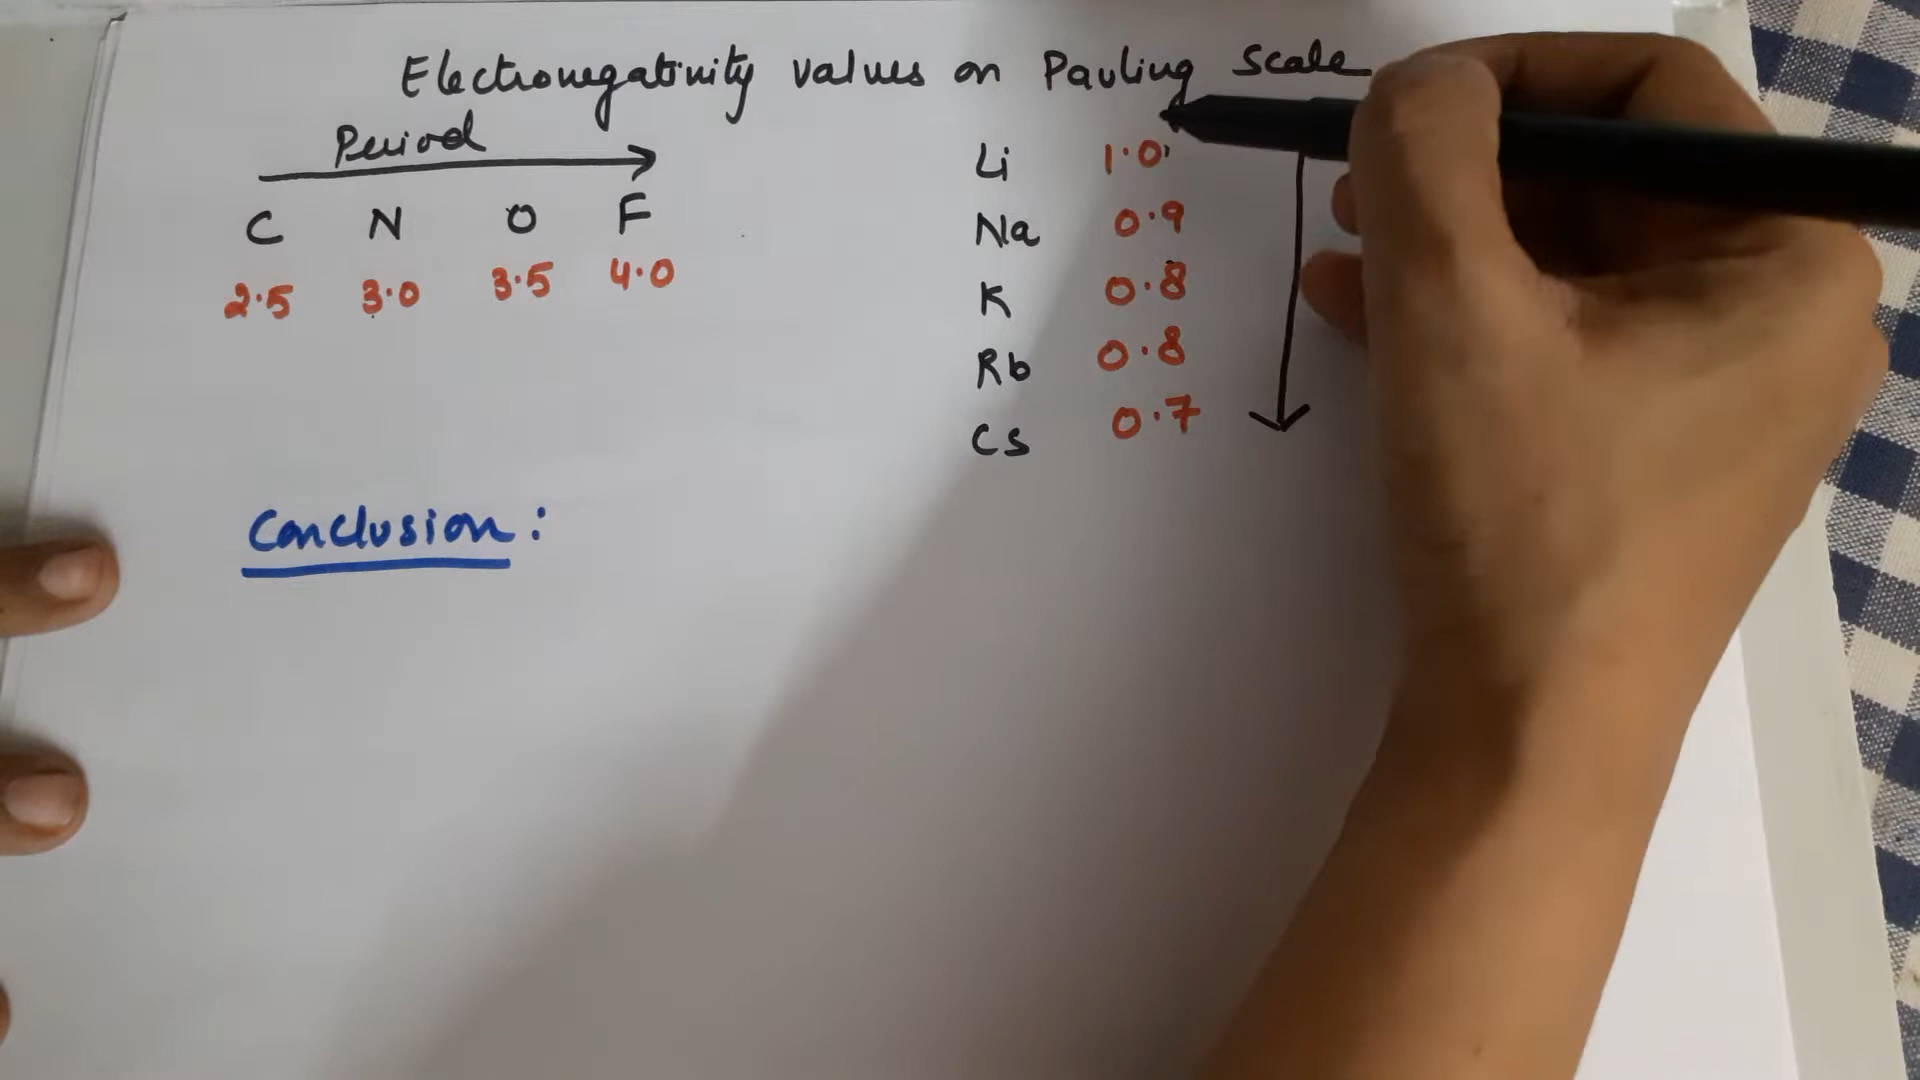 Electronegativity values on Pauling Scale
Period
C N O F
2.5 3.0 3.5 4.0
Li 1.0
Na 0.9
K 0.8
Rb 0.8
Cs 0.7
Conclusion: